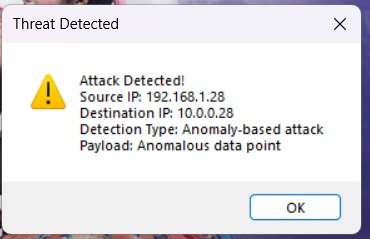 Threat Detected
Attack Detected!
Source IP: 192.168.1.28
Destination IP: 10.0.0.28
Detection Type: Anomaly-based attack
Payload: Anomalous data point
OK